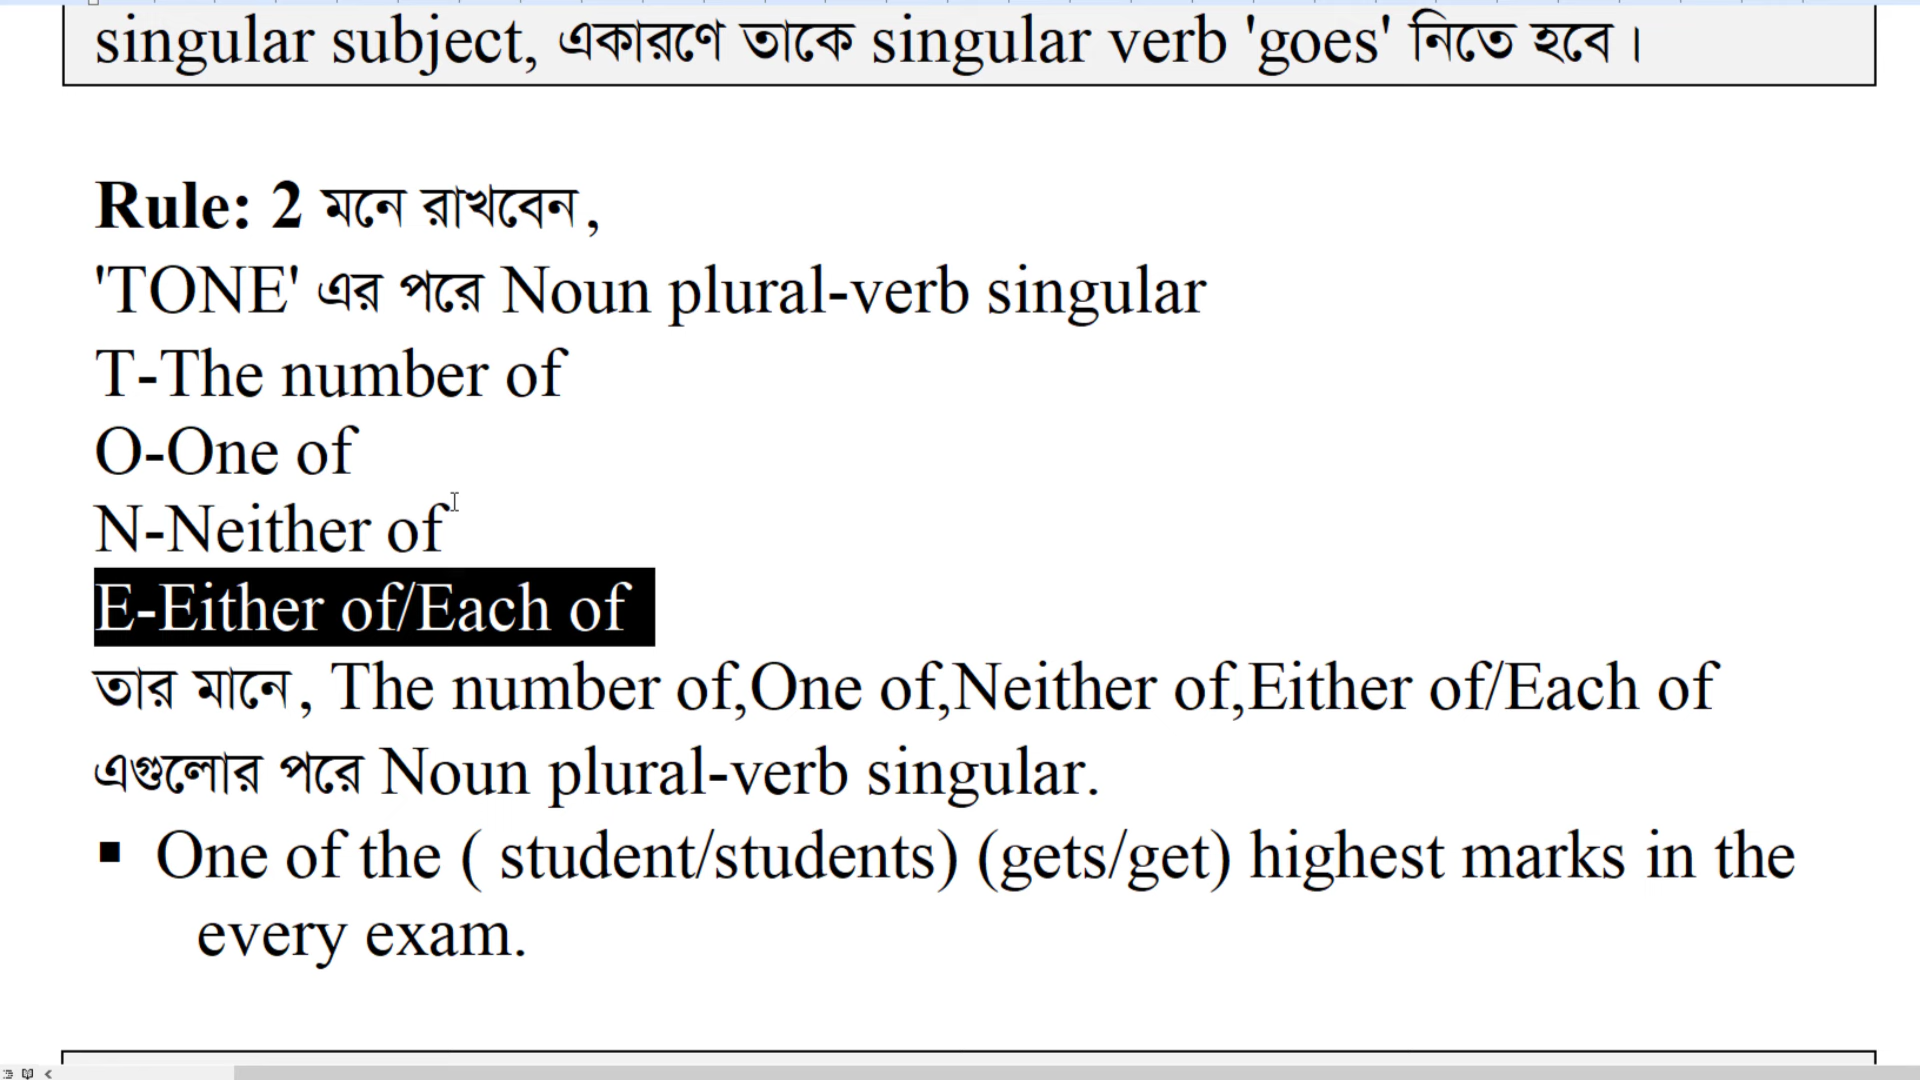 singular subject, একারণে তাকে singular verb 'goes' নিতে হবে।
Rule: 2 মনে রাখবেন,
'TONE' এর পরে Noun plural-verb singular
T-The number of
O-One of
N-Neither of
E-Either of/Each of
তার মানে, The number of,One of,Neither of,Either of/Each of
এগুলোর পরে Noun plural-verb singular.
▪ One of the ( student/students) (gets/get) highest marks in the
every exam.